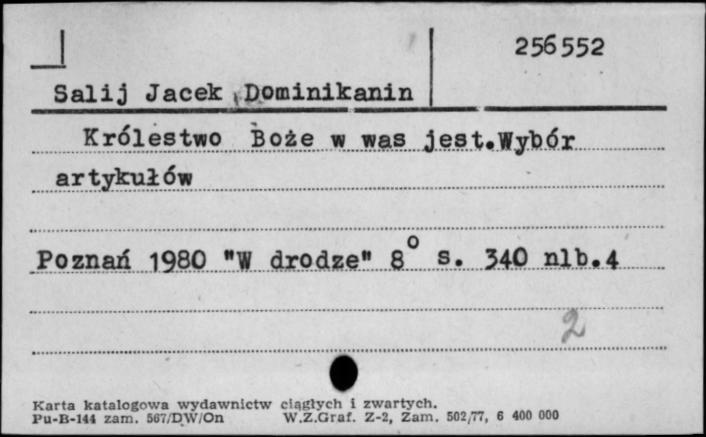 256552
Salij Jacek ,Dominikanin
Królestwo Boże w was jest.Wybór
artykułów
Poznań 1980 "W drodze" 8° s. 340 nlb.4
2
Karta katalogowa wydawnictw ciągłych i zwartych.
Pu-B-144 zam. 567/DW/On W.Z.Graf. Z-2, Zam. 502/77, 6 400 000